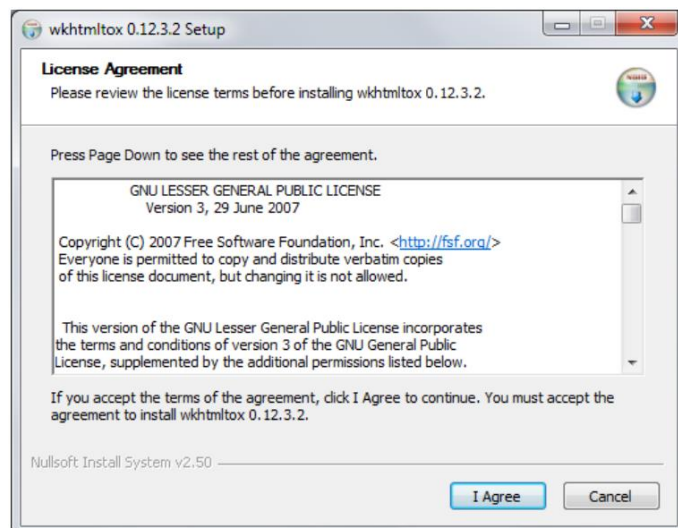 wkhtmltox 0.12.3.2 Setup
License Agreement
Please review the license terms before installing wkhtmltox 0.12.3.2.
Press Page Down to see the rest of the agreement.
GNU LESSER GENERAL PUBLIC LICENSE
Version 3, 29 June 2007
Copyright (C) 2007 Free Software Foundation, Inc. <http://fsf.org/>
Everyone is permitted to copy and distribute verbatim copies
of this license document, but changing it is not allowed.
This version of the GNU Lesser General Public License incorporates
the terms and conditions of version 3 of the GNU General Public
License, supplemented by the additional permissions listed below.
If you accept the terms of the agreement, click I Agree to continue. You must accept the
agreement to install wkhtmltox 0.12.3.2.
Nullsoft Install System v2.50
I Agree Cancel